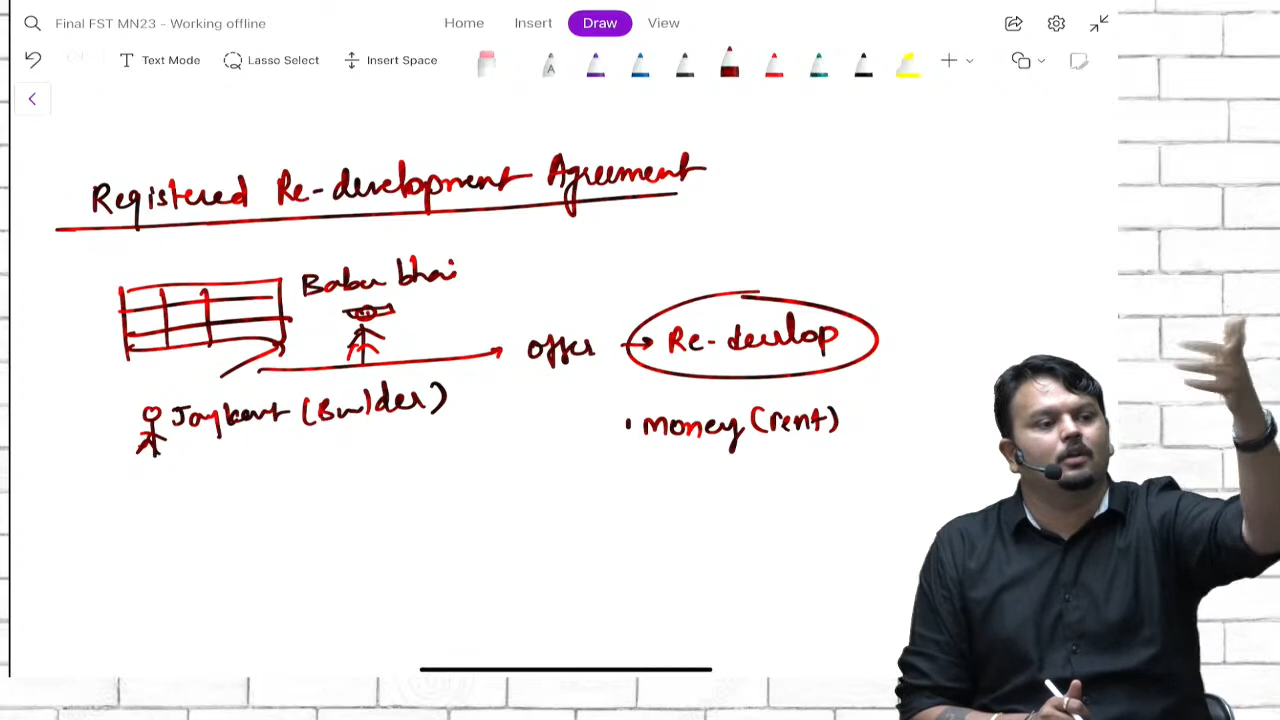 Final FST MN23 - Working offline
Home Insert Draw View
Text Mode Lasso Select Insert Space
A
Registered Re-development Agreement
Babu bhai
offer → Re-develop
Jaykant (Builder)
• Money (rent)